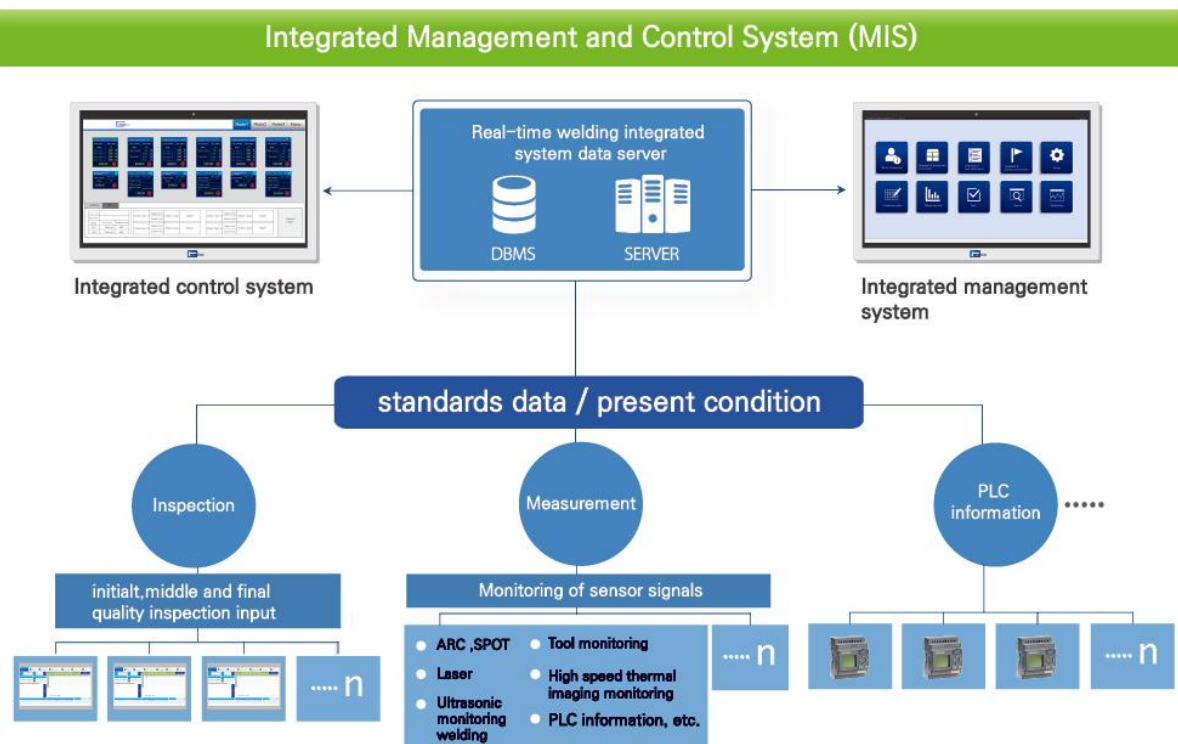 Integrated Management and Control System (MIS)
Real-time welding integrated
system data server
DBMS
SERVER
Integrated control system
Integrated management
system
standards data / present condition
Inspection
Measurement
PLC
information
.....
initialt,middle and final
quality inspection input
Monitoring of sensor signals
..... n
ARC ,SPOT
Laser
Ultrasonic
monitoring
welding
Tool monitoring
High speed thermal
imaging monitoring
PLC information, etc.
..... n
..... n